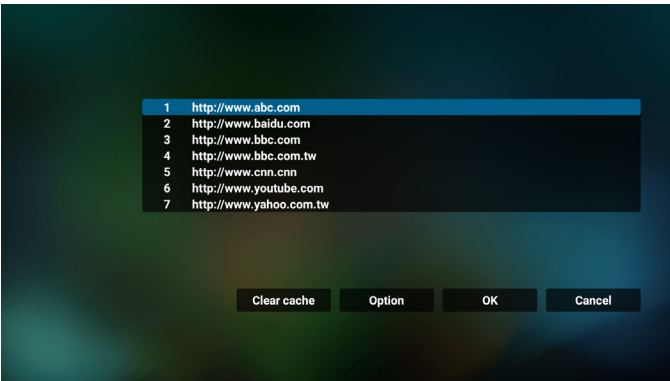 1 http://www.abc.com
2 http://www.baidu.com
3 http://www.bbc.com
4 http://www.bbc.com.tw
5 http://www.cnn.cnn
6 http://www.youtube.com
7 http://www.yahoo.com.tw
Clear cache Option OK Cancel